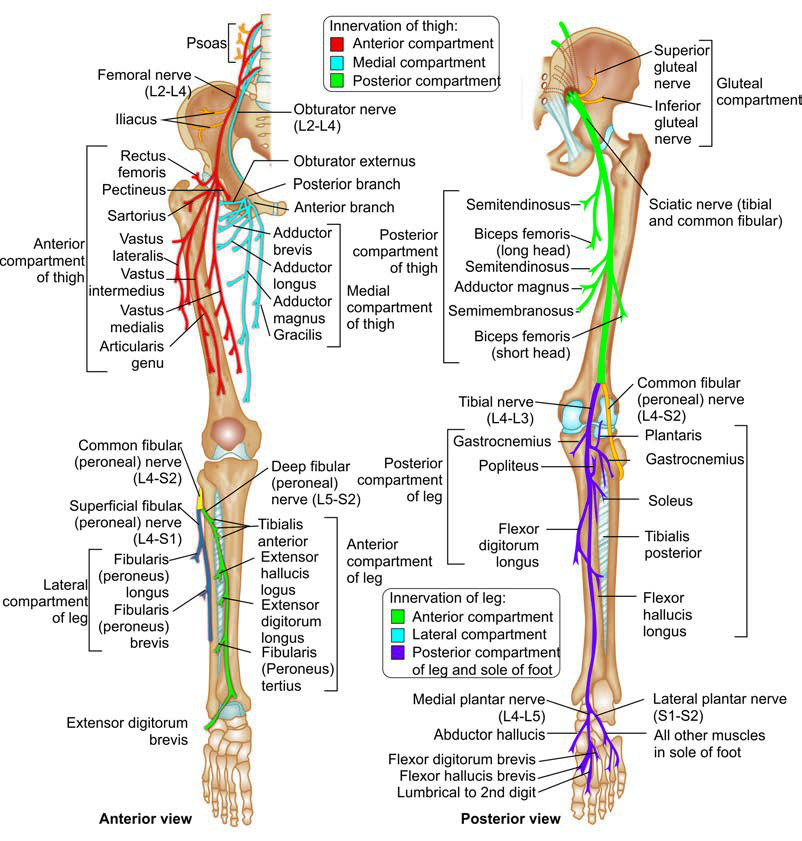 Psoas
Femoral nerve
(L2-L4)
Iliacus
Rectus
femoris
Pectineus
Sartorius
Vastus
lateralis
Vastus
intermedius
Vastus
medialis
Articularis
genu
Anterior
compartment
of thigh
Innervation of thigh:
Anterior compartment
Medial compartment
Posterior compartment
Obturator nerve
(L2-L4)
Obturator externus
Posterior branch
Anterior branch
Adductor
brevis
Adductor
longus
Adductor
magnus
Gracilis
Medial
compartment
of thigh
Common fibular
(peroneal) nerve
(L4-S2)
Superficial fibular
(peroneal) nerve
(L4-S1)
Fibularis
(peroneus)
longus
Fibularis
(peroneus)
brevis
Lateral
compartment
of leg
Deep fibular
(peroneal)
nerve (L5-S2)
Tibialis
anterior
Extensor
hallucis
logus
Extensor
digitorum
longus
Fibularis
(Peroneus)
tertius
Anterior
compartment
of leg
Extensor digitorum
brevis
Anterior view
Superior
gluteal
nerve
Inferior
gluteal
nerve
Gluteal
compartment
Sciatic nerve (tibial
and common fibular)
Semitendinosus
Biceps femoris
(long head)
Semitendinosus
Adductor magnus
Semimembranosus
Biceps femoris
(short head)
Posterior
compartment
of thigh
Tibial nerve
(L4-L3)
Gastrocnemius
Popliteus
Posterior
compartment
of leg
Flexor
digitorum
longus
Common fibular
(peroneal) nerve
(L4-S2)
Plantaris
Gastrocnemius
Soleus
Tibialis
posterior
Flexor
hallucis
longus
Innervation of leg:
Anterior compartment
Lateral compartment
Posterior compartment
of leg and sole of foot
Medial plantar nerve
(L4-L5)
Abductor hallucis
Flexor digitorum brevis
Flexor hallucis brevis
Lumbrical to 2nd digit
Lateral plantar nerve
(S1-S2)
All other muscles
in sole of foot
Posterior view